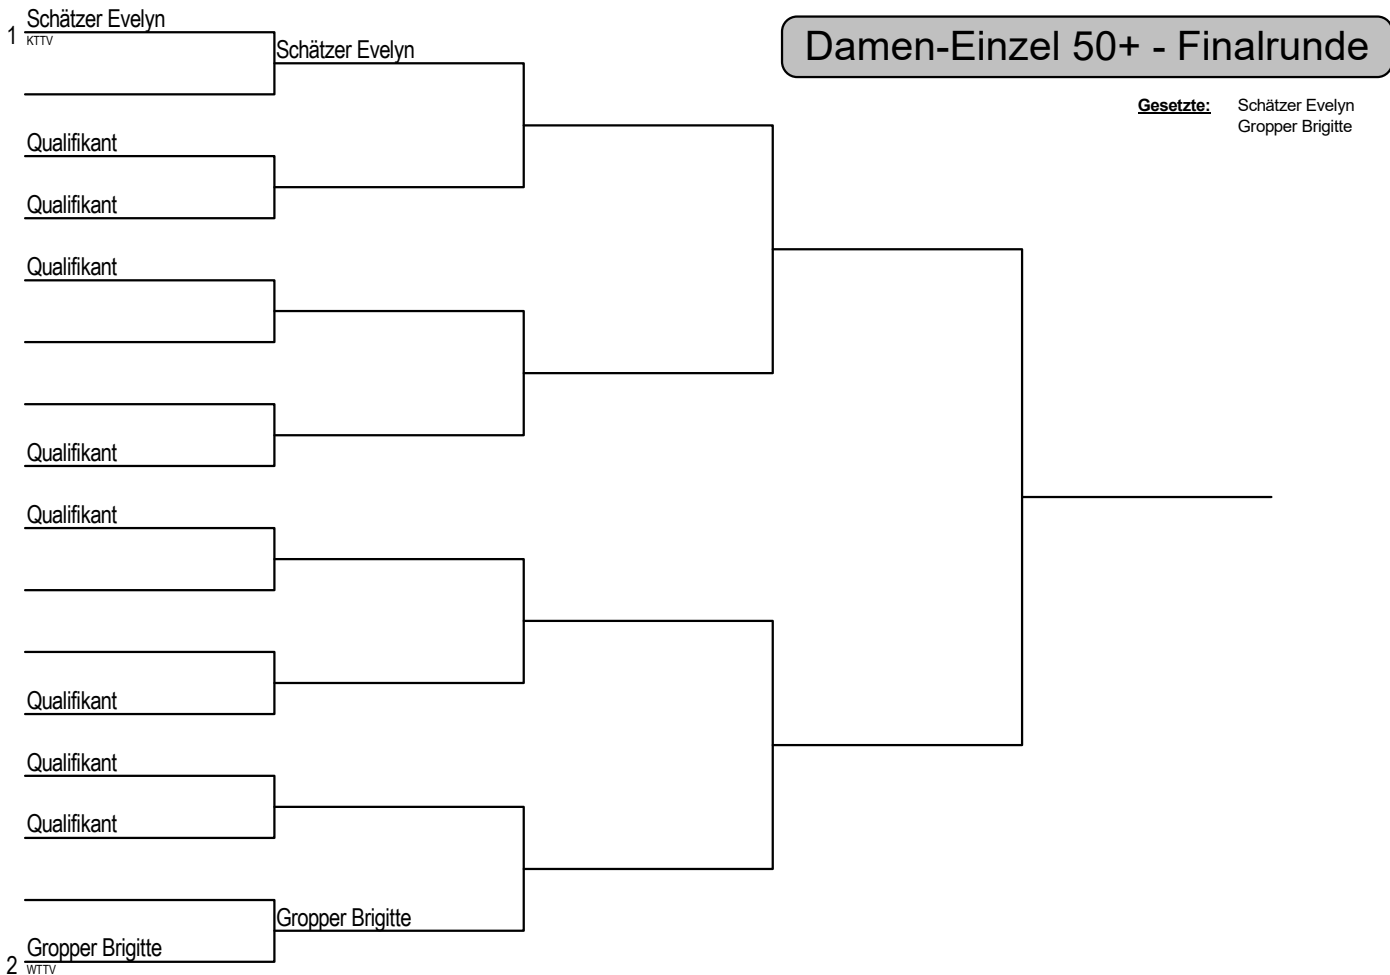 Damen-Einzel 50+ - Finalrunde
Gesetzte: Schätzer Evelyn
Gropper Brigitte
1 Schätzer Evelyn
KTTV
Schätzer Evelyn
Qualifikant
Qualifikant
Qualifikant
Qualifikant
Qualifikant
Qualifikant
Qualifikant
Qualifikant
Gropper Brigitte
2 Gropper Brigitte
WTTV